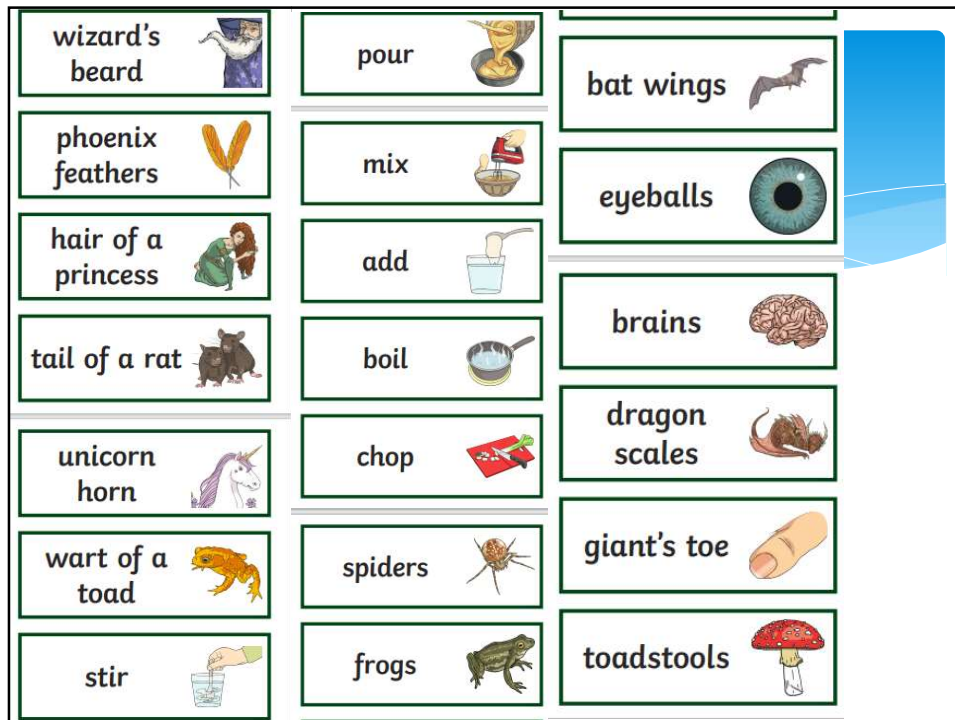 wizard's
beard
phoenix
feathers
hair of a
princess
tail of a rat
unicorn
horn
wart of a
toad
stir
pour
mix
add
boil
chop
spiders
frogs
bat wings
eyeballs
brains
dragon
scales
giant's toe
toadstools